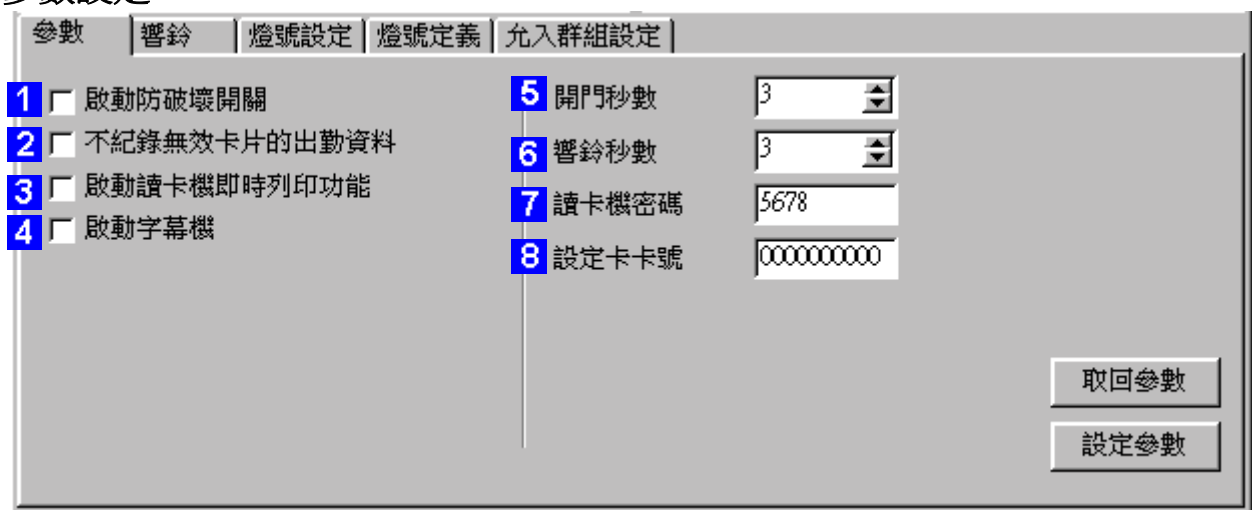 參數設定
參數 響鈴 燈號設定 燈號定義 允入群組設定
1 啟動防破壞開關
2 不紀錄無效卡片的出勤資料
3 啟動讀卡機即時列印功能
4 啟動字幕機
5 開門秒數 3
6 響鈴秒數 3
7 讀卡機密碼 5678
8 設定卡卡號 0000000000
取回參數
設定參數